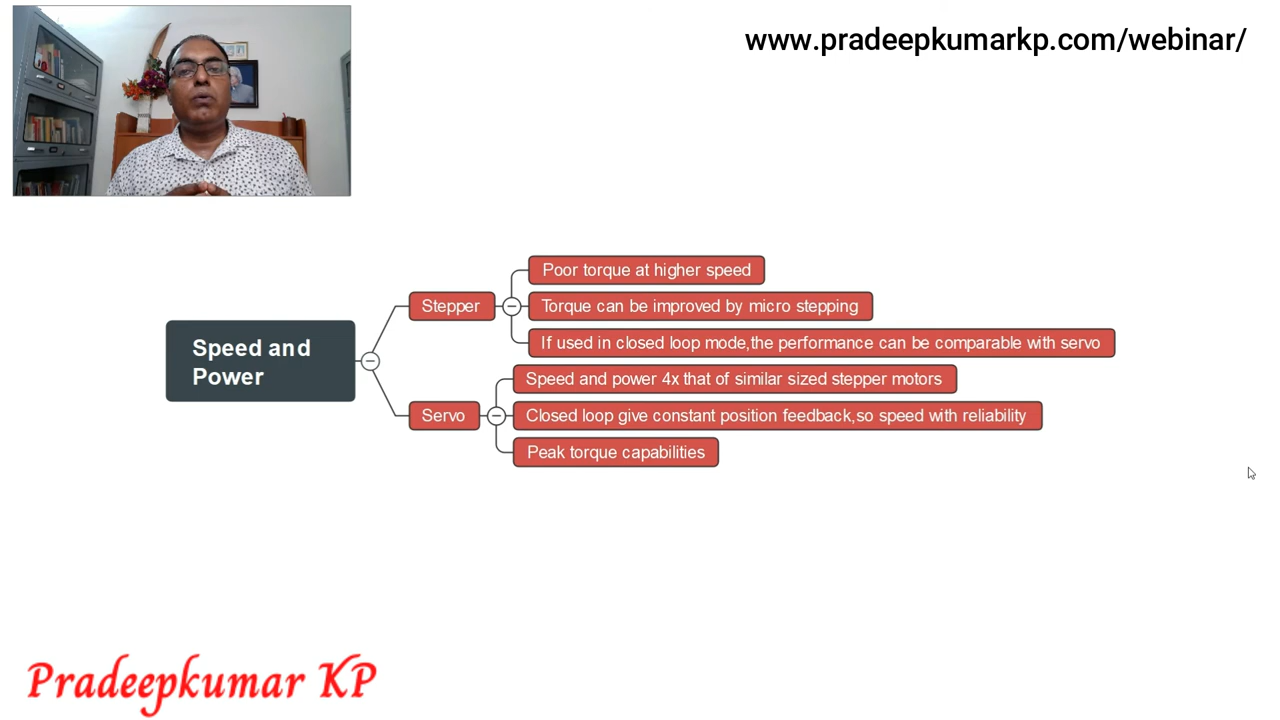 www.pradeepkumarkp.com/webinar/
Poor torque at higher speed
Stepper
Torque can be improved by micro stepping
If used in closed loop mode,the performance can be comparable with servo
Speed and
Power
Speed and power 4x that of similar sized stepper motors
Servo
Closed loop give constant position feedback,so speed with reliability
Peak torque capabilities
Pradeepkumar KP